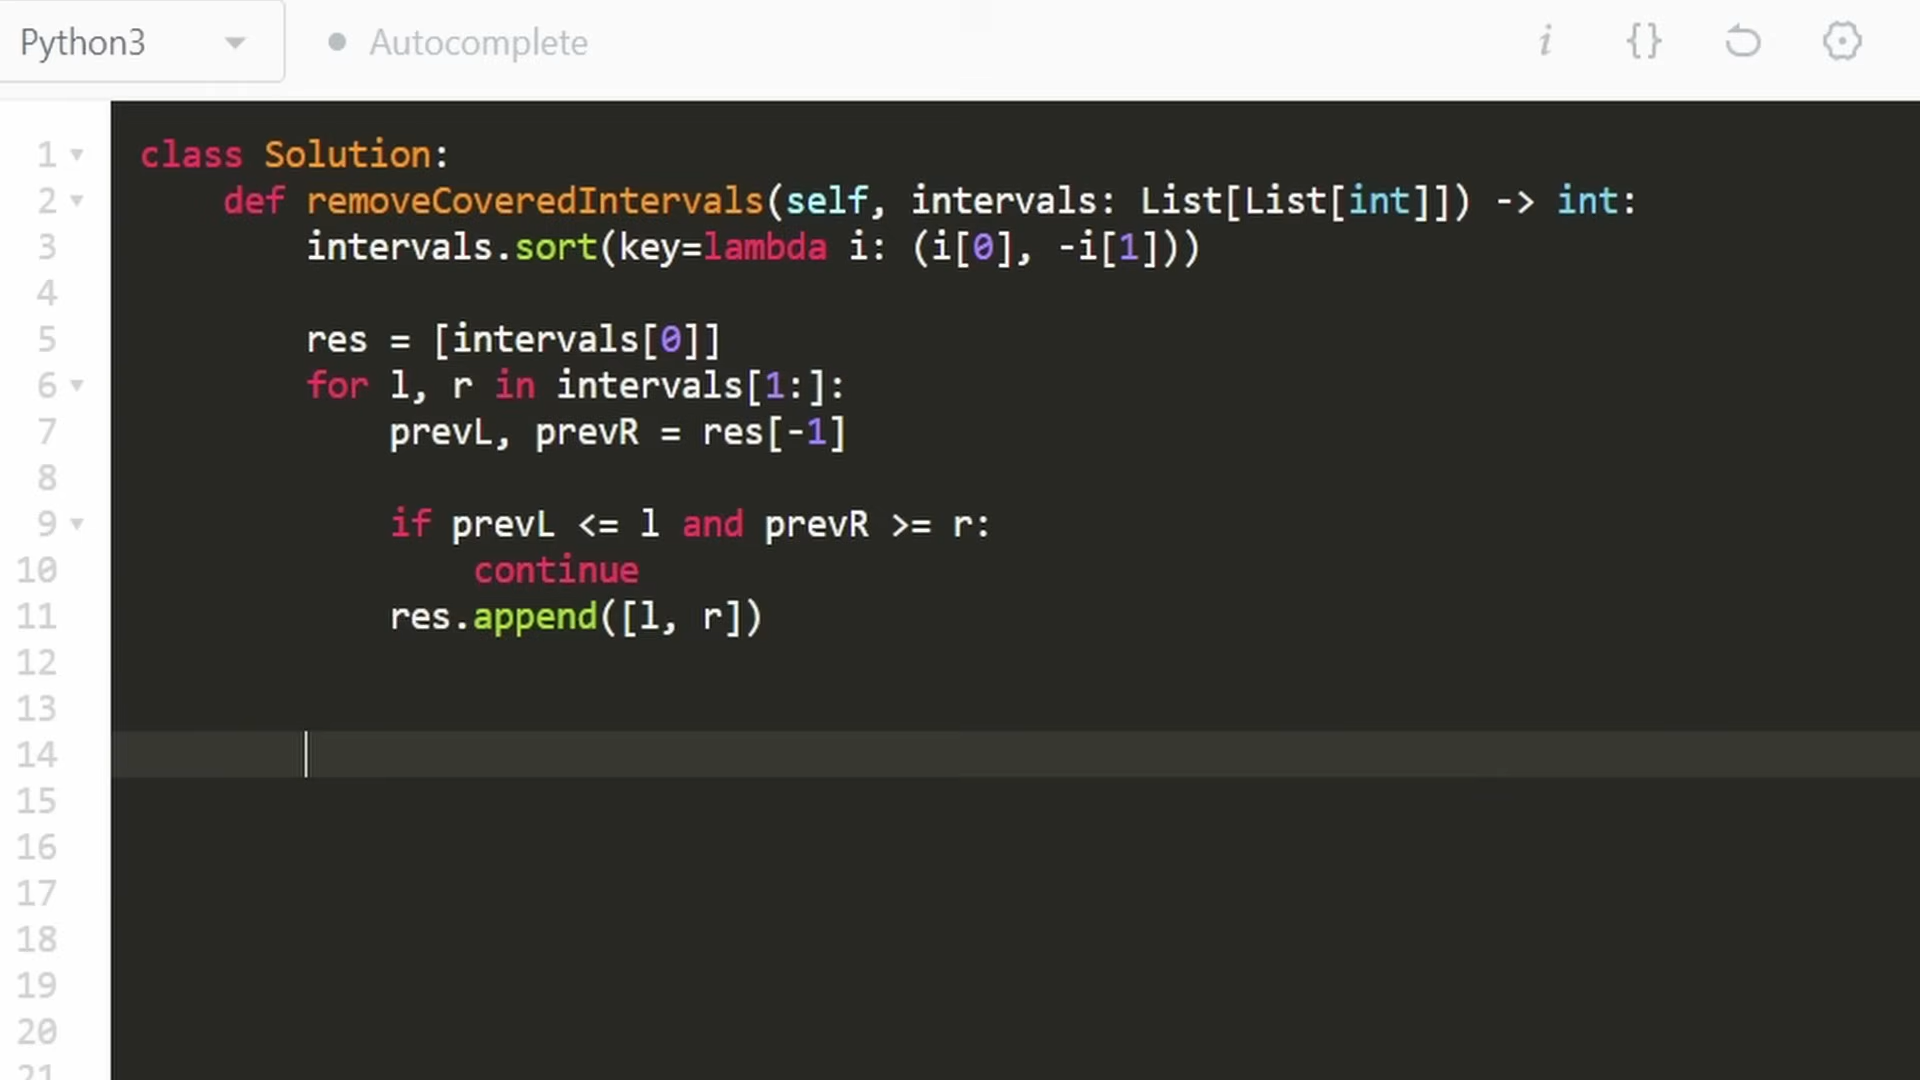 Python3
Autocomplete
i {}
1 class Solution:
2 def removeCoveredIntervals(self, intervals: List[List[int]]) -> int:
3 intervals.sort(key=lambda i: (i[0], -i[1]))
4
5 res = [intervals[0]]
6 for l, r in intervals[1:]:
7 prevL, prevR = res[-1]
8
9 if prevL <= l and prevR >= r:
10 continue
11 res.append([l, r])
12
13
14
15
16
17
18
19
20
21